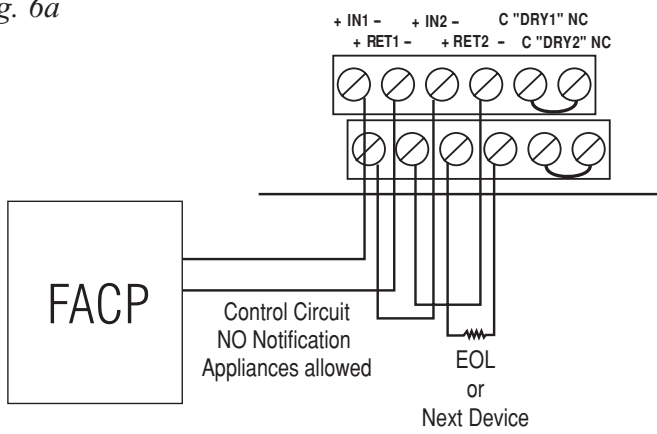 g. 6a
+ IN1 – + IN2 – C "DRY1" NC
+ RET1 – + RET2 – C "DRY2" NC
FACP
Control Circuit
NO Notification
Appliances allowed
EOL
or
Next Device